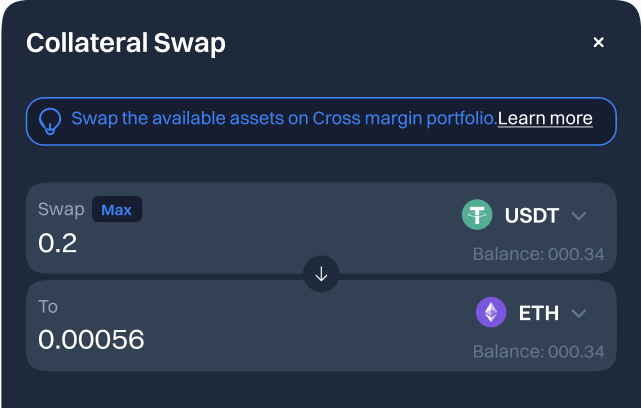 Collateral Swap
Swap the available assets on Cross margin portfolio.Learn more
Swap Max
USDT
0.2
Balance: 000.34
To
ETH
0.00056
Balance: 000.34